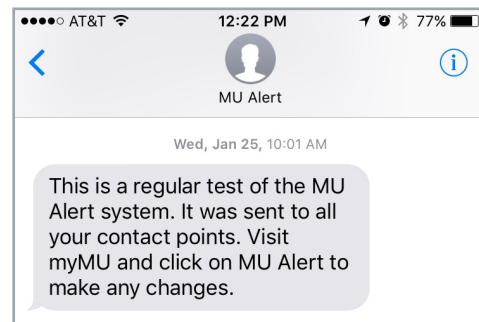 AT&T 12:22 PM 77%
MU Alert
Wed, Jan 25, 10:01 AM
This is a regular test of the MU
Alert system. It was sent to all
your contact points. Visit
myMU and click on MU Alert to
make any changes.